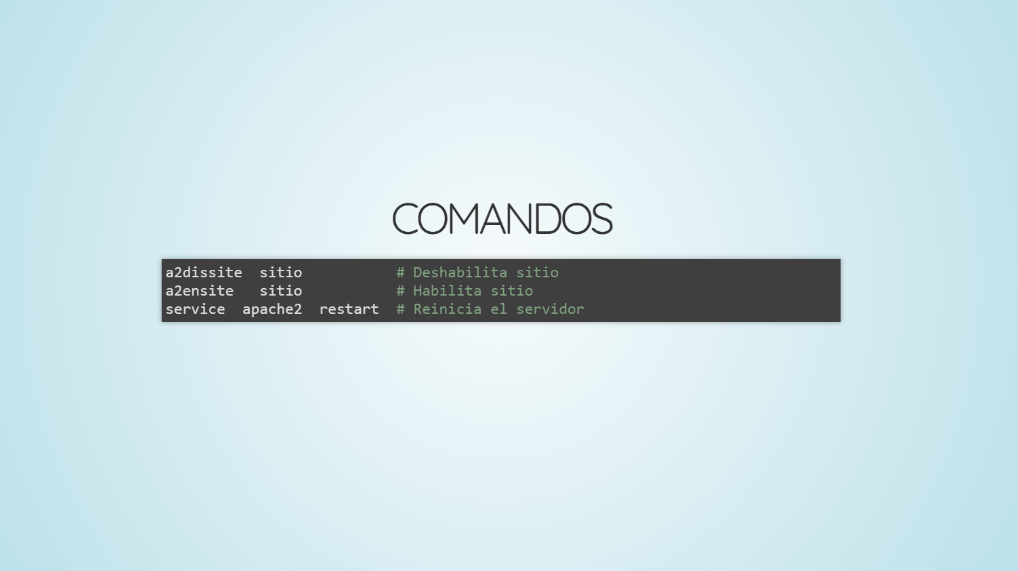 COMANDOS
a2dissite  sitio           # Deshabilita sitio
a2ensite   sitio           # Habilita sitio
service  apache2  restart  # Reinicia el servidor